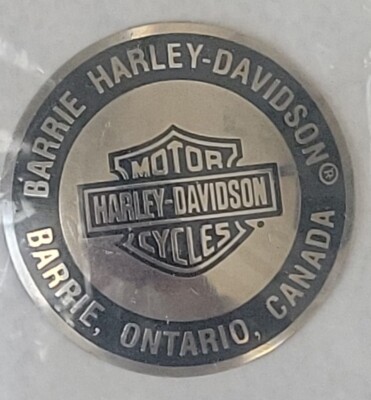 BARRIE HARLEY-DAVIDSON®
MOTOR
HARLEY-DAVIDSON
CYCLES
BARRIE, ONTARIO, CANADA